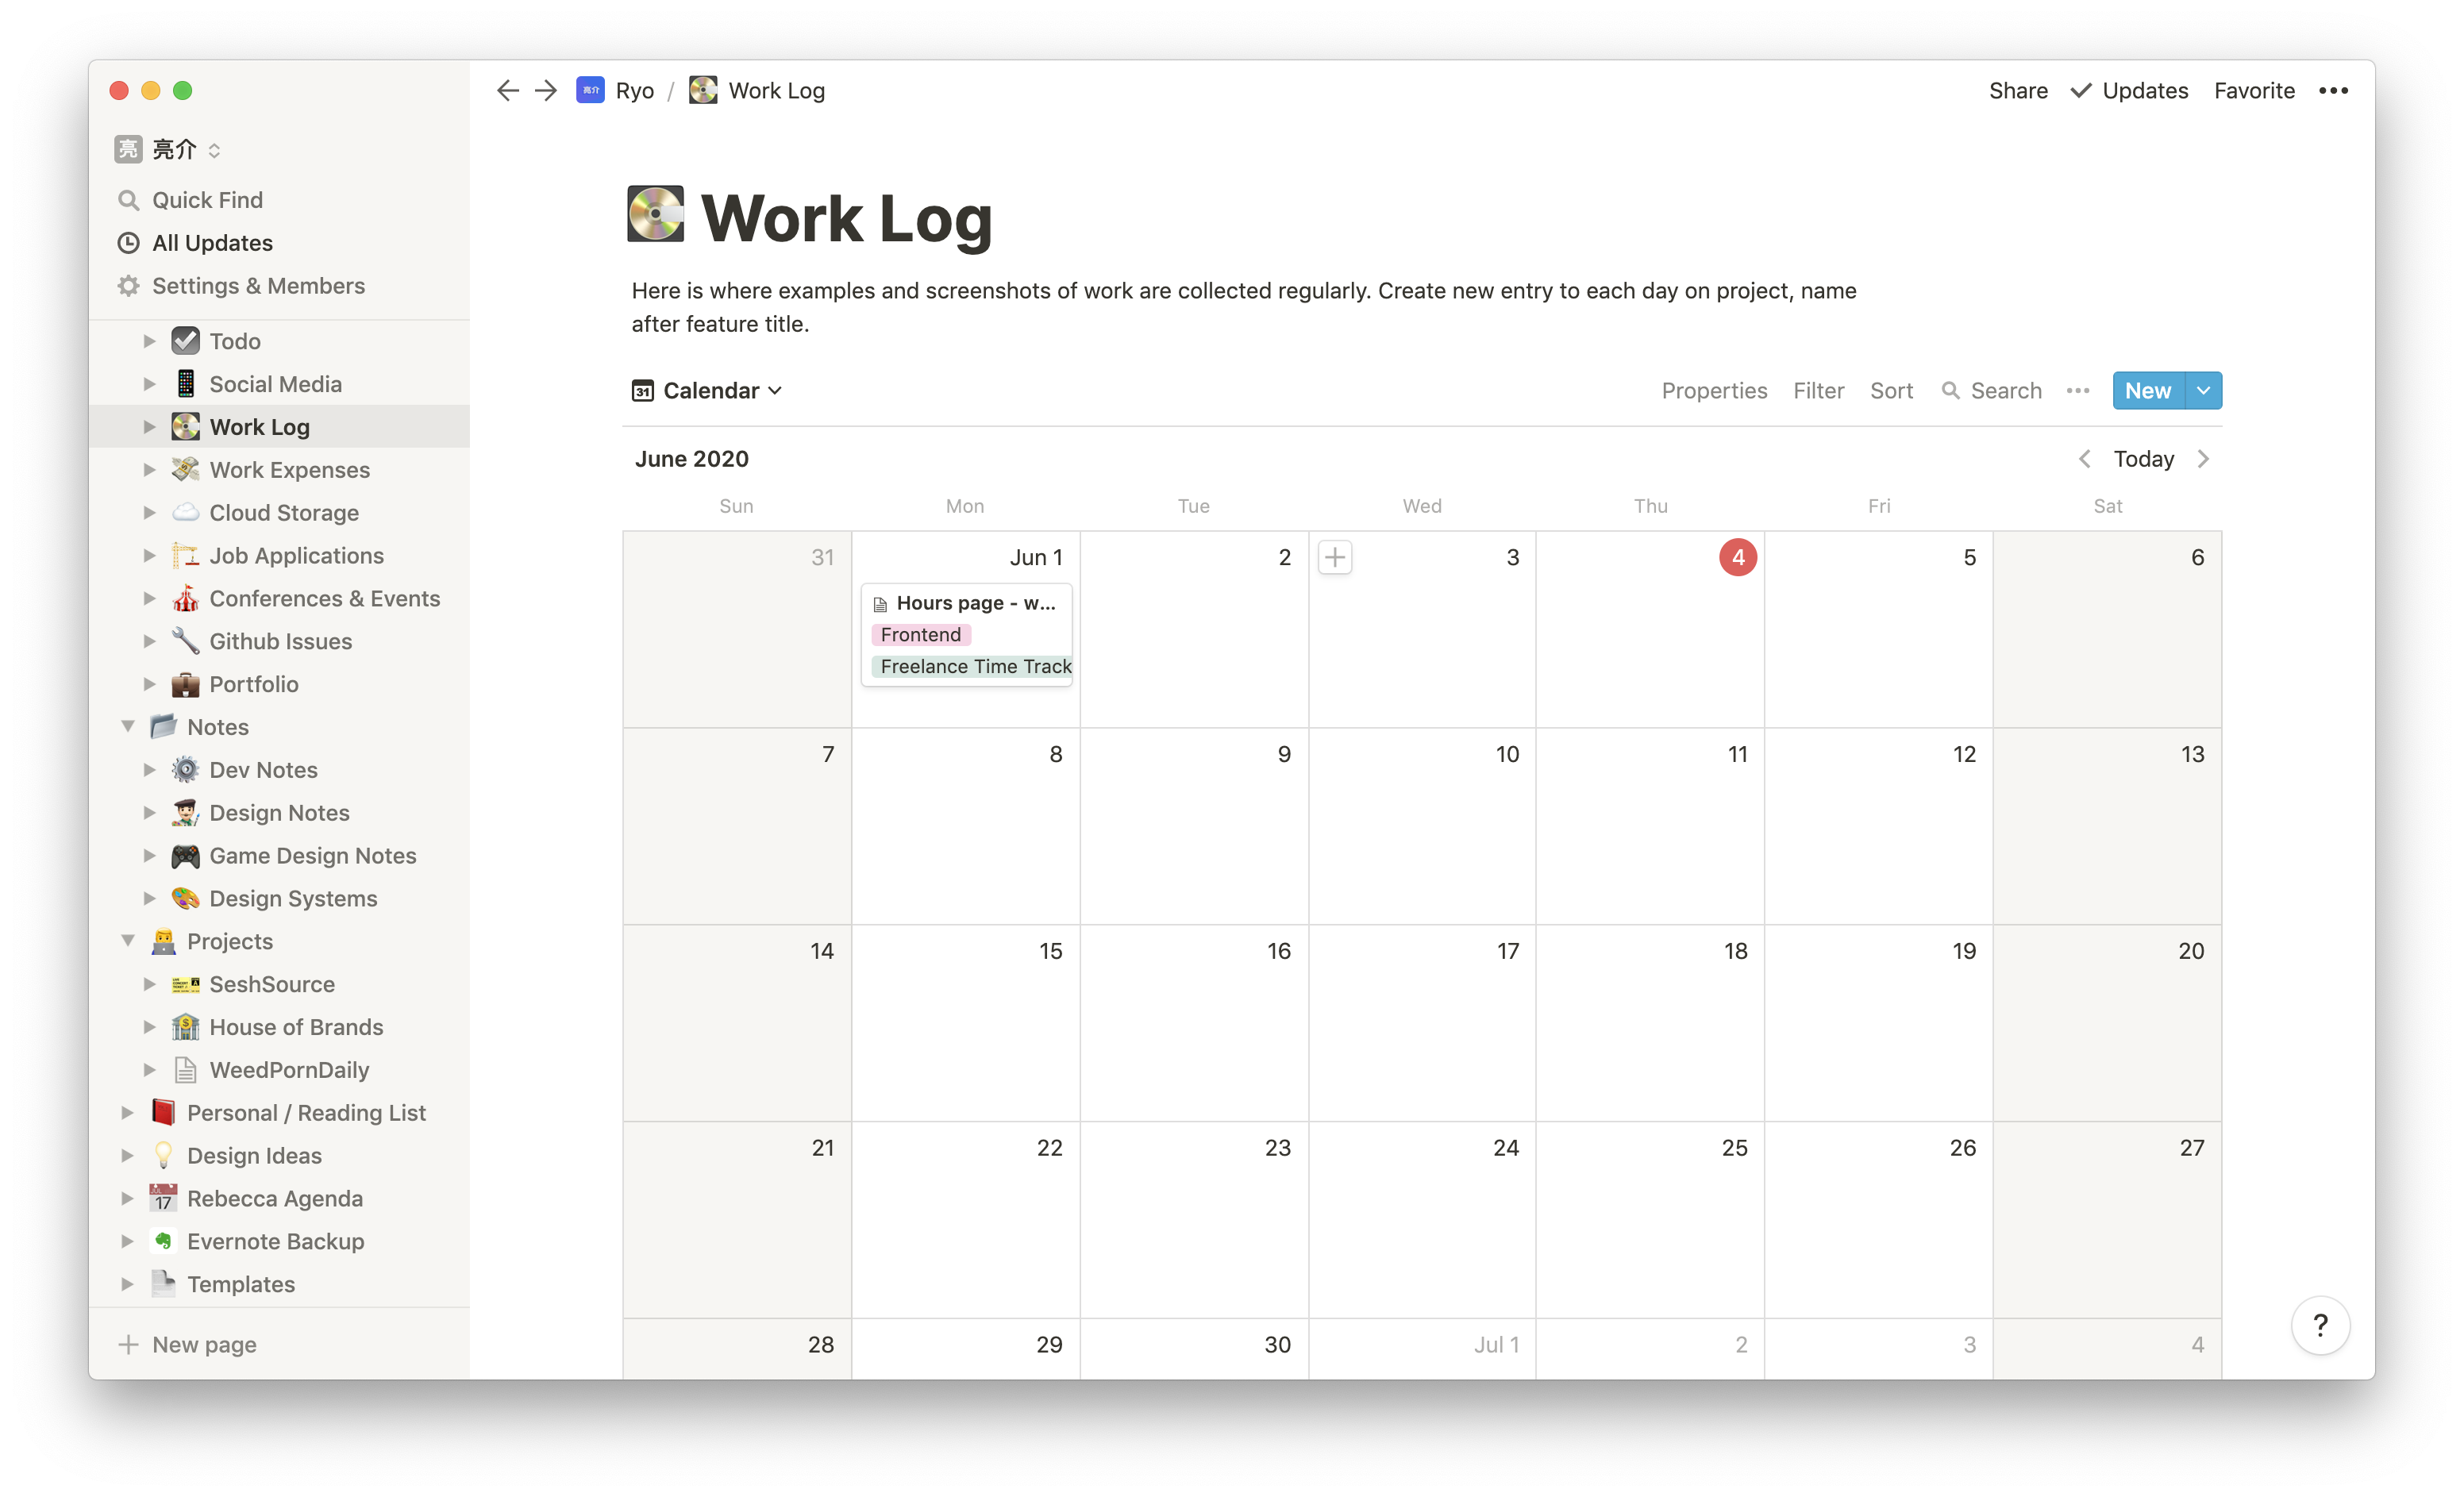 亮 亮介
Quick Find
All Updates
Settings & Members
Todo
Social Media
Work Log
Work Expenses
Cloud Storage
Job Applications
Conferences & Events
Github Issues
Portfolio
Notes
Dev Notes
Design Notes
Game Design Notes
Design Systems
Projects
SeshSource
House of Brands
WeedPornDaily
Personal / Reading List
Design Ideas
17 Rebecca Agenda
Evernote Backup
Templates
New page
亮介 Ryo / Work Log
Share Updates Favorite
Work Log
Here is where examples and screenshots of work are collected regularly. Create new entry to each day on project, name
after feature title.
31 Calendar
Properties Filter Sort Search New
June 2020
Today
Sun Mon Tue Wed Thu Fri Sat
31 Jun 1 2 3 4 5 6
Hours page - w...
Frontend
Freelance Time Track
7 8 9 10 11 12 13
14 15 16 17 18 19 20
21 22 23 24 25 26 27
28 29 30 Jul 1 2 3 4
?